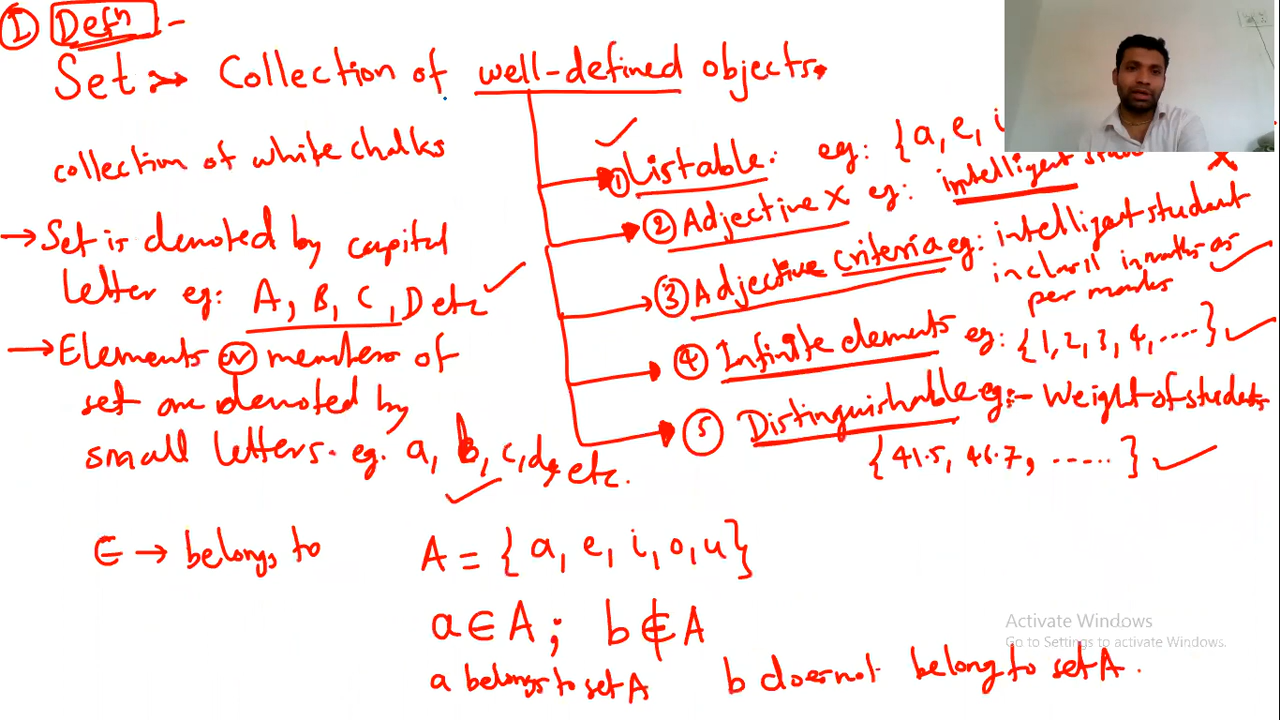 ① Defⁿ -
Set → Collection of well-defined objects.
collection of white chalks
→ Set is denoted by capital
letter eg: A, B, C, D etc
→ Elements or members of
set are denoted by
small letters. eg. a, b, c, d, etc.
① Listable: eg: {a, e, i
② Adjective X eg: intelligent
③ Adjective criteria eg: intelligent student
in class 11 in maths as
per marks
④ Infinite elements eg: {1, 2, 3, 4, ....}
⑤ Distinguishable eg:- Weight of students
{41.5, 46.7, ......}
∈ → belongs to
A = {a, e, i, o, u}
a ∈ A ; b ∉ A
a belongs to set A b does not belong to set A.
Activate Windows
Go to Settings to activate Windows.